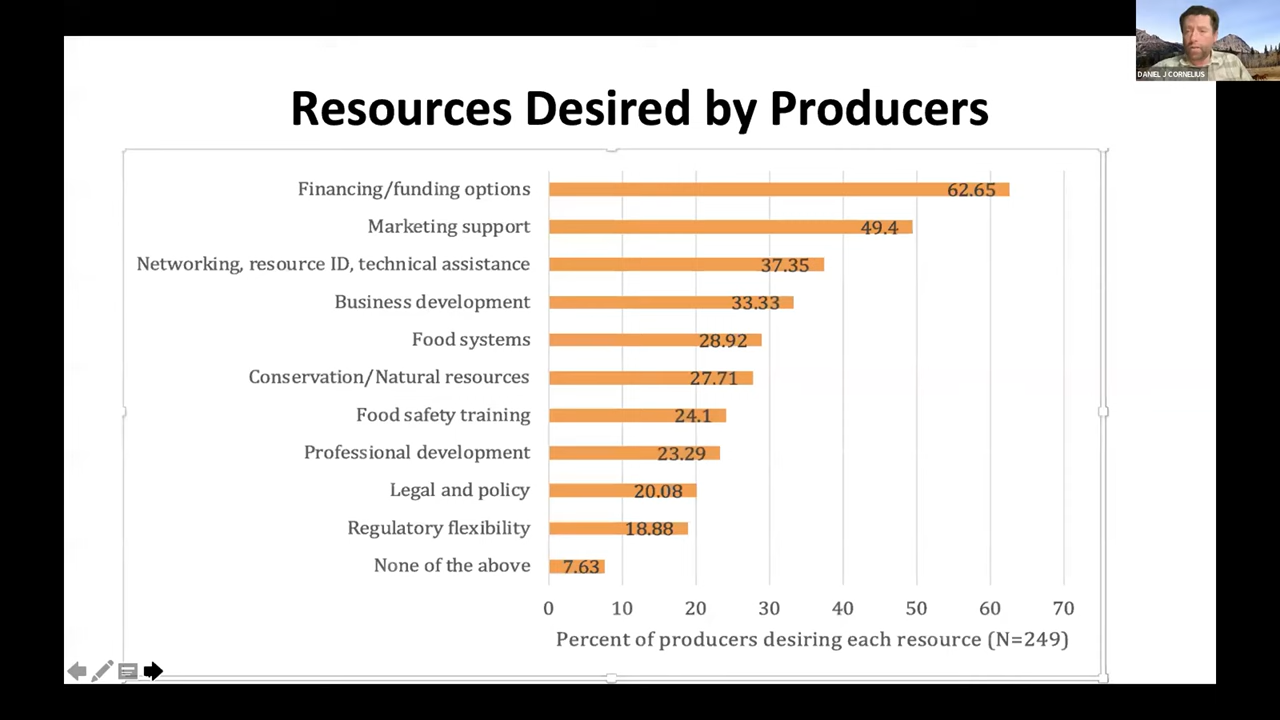 DANIEL J CORNELIUS
Resources Desired by Producers
Financing/funding options 62.65
Marketing support 49.4
Networking, resource ID, technical assistance 37.35
Business development 33.33
Food systems 28.92
Conservation/Natural resources 27.71
Food safety training 24.1
Professional development 23.29
Legal and policy 20.08
Regulatory flexibility 18.88
None of the above 7.63
0 10 20 30 40 50 60 70
Percent of producers desiring each resource (N=249)